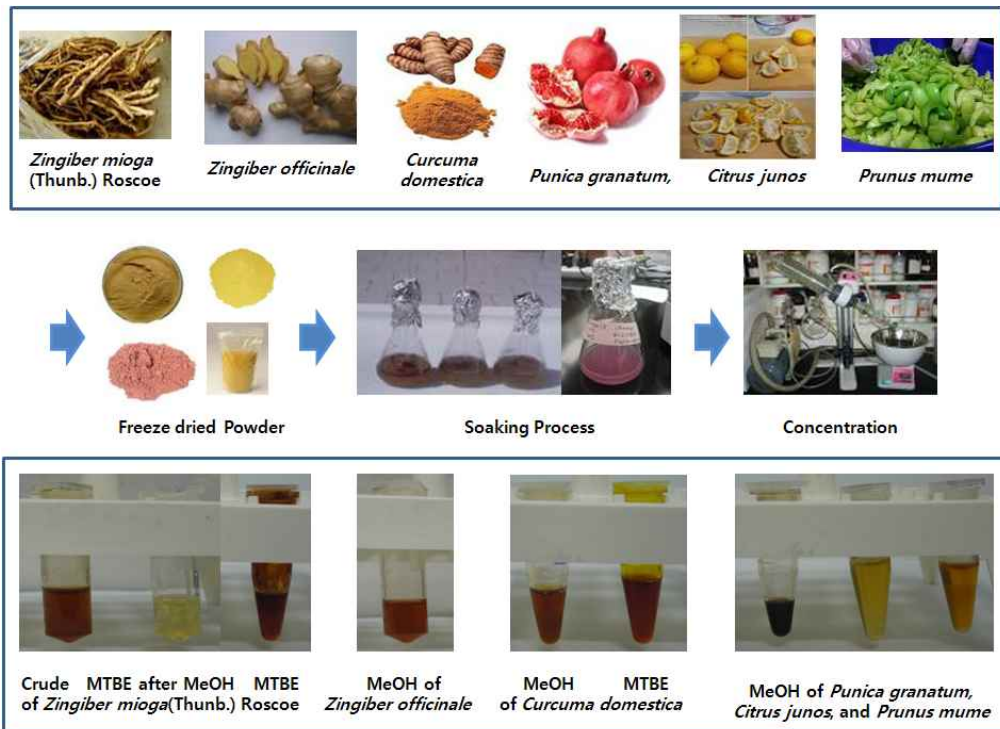 Zingiber mioga
(Thunb.) Roscoe
Zingiber officinale
Curcuma
domestica
Punica granatum,
Citrus junos
Prunus mume
Freeze dried Powder
Soaking Process
Concentration
Crude MTBE after MeOH MTBE
of Zingiber mioga(Thunb.) Roscoe
MeOH of
Zingiber officinale
MeOH MTBE
of Curcuma domestica
MeOH of Punica granatum,
Citrus junos, and Prunus mume